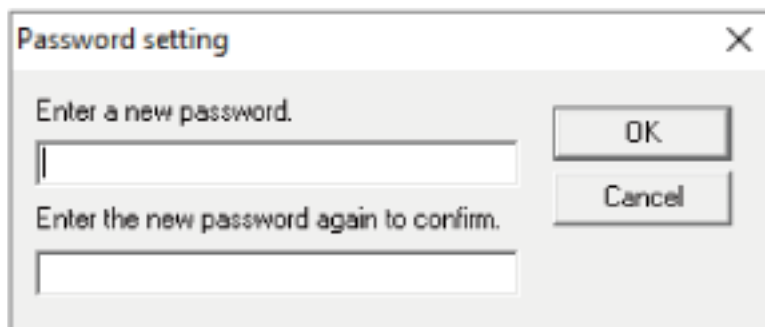 Password setting
Enter a new password.
OK
Cancel
Enter the new password again to confirm.